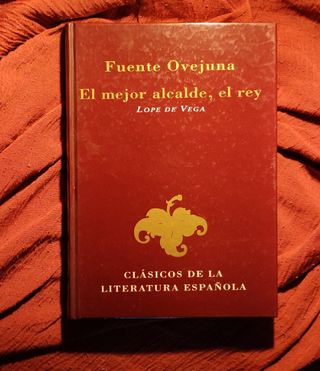 Fuente Ovejuna
El mejor alcalde, el rey
LOPE DE VEGA
CLÁSICOS DE LA
LITERATURA ESPAÑOLA